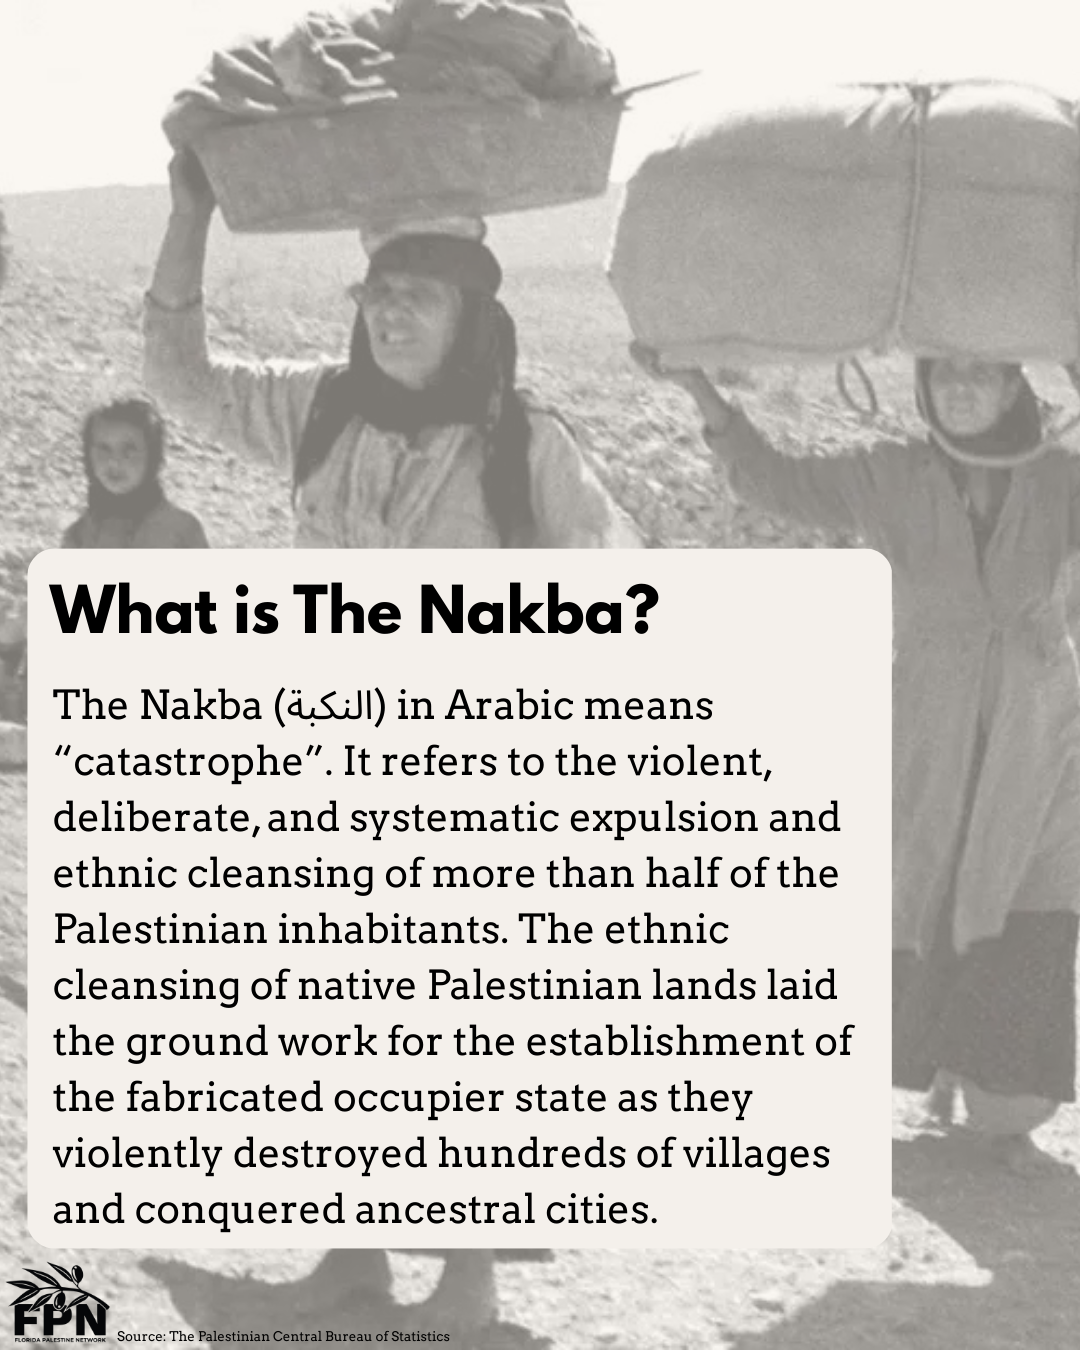 What is The Nakba?
The Nakba (النكبة) in Arabic means
“catastrophe”. It refers to the violent,
deliberate, and systematic expulsion and
ethnic cleansing of more than half of the
Palestinian inhabitants. The ethnic
cleansing of native Palestinian lands laid
the ground work for the establishment of
the fabricated occupier state as they
violently destroyed hundreds of villages
and conquered ancestral cities.
FPN
FLORIDA PALESTINE NETWORK
Source: The Palestinian Central Bureau of Statistics